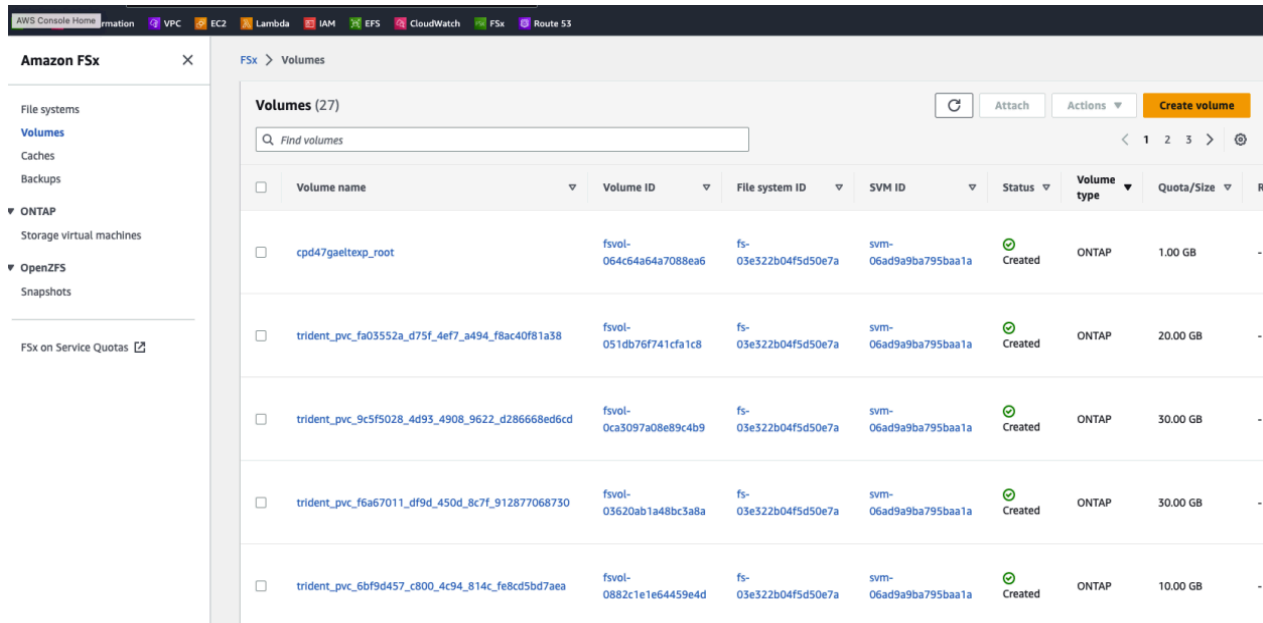 AWS Console Home rmation VPC EC2 Lambda IAM EFS CloudWatch FSx Route 53
Amazon FSx
FSx > Volumes
File systems
Volumes
Caches
Backups
ONTAP
Storage virtual machines
OpenZFS
Snapshots
FSx on Service Quotas
Volumes (27)
Attach Actions Create volume
Find volumes
1 2 3
Volume name Volume ID File system ID SVM ID Status Volume type Quota/Size R
cpd47gaeltexp_root fsvol-064c64a64a7088ea6 fs-03e322b04f5d50e7a svm-06ad9a9ba795baa1a Created ONTAP 1.00 GB -
trident_pvc_fa03552a_d75f_4ef7_a494_f8ac40f81a38 fsvol-051db76f741cfa1c8 fs-03e322b04f5d50e7a svm-06ad9a9ba795baa1a Created ONTAP 20.00 GB -
trident_pvc_9c5f5028_4d93_4908_9622_d286668ed6cd fsvol-0ca3097a08e89c4b9 fs-03e322b04f5d50e7a svm-06ad9a9ba795baa1a Created ONTAP 30.00 GB -
trident_pvc_f6a67011_df9d_450d_8c7f_912877068730 fsvol-03620ab1a48bc3a8a fs-03e322b04f5d50e7a svm-06ad9a9ba795baa1a Created ONTAP 30.00 GB -
trident_pvc_6bf9d457_c800_4c94_814c_fe8cd5bd7aea fsvol-0882c1e1e64459e4d fs-03e322b04f5d50e7a svm-06ad9a9ba795baa1a Created ONTAP 10.00 GB -